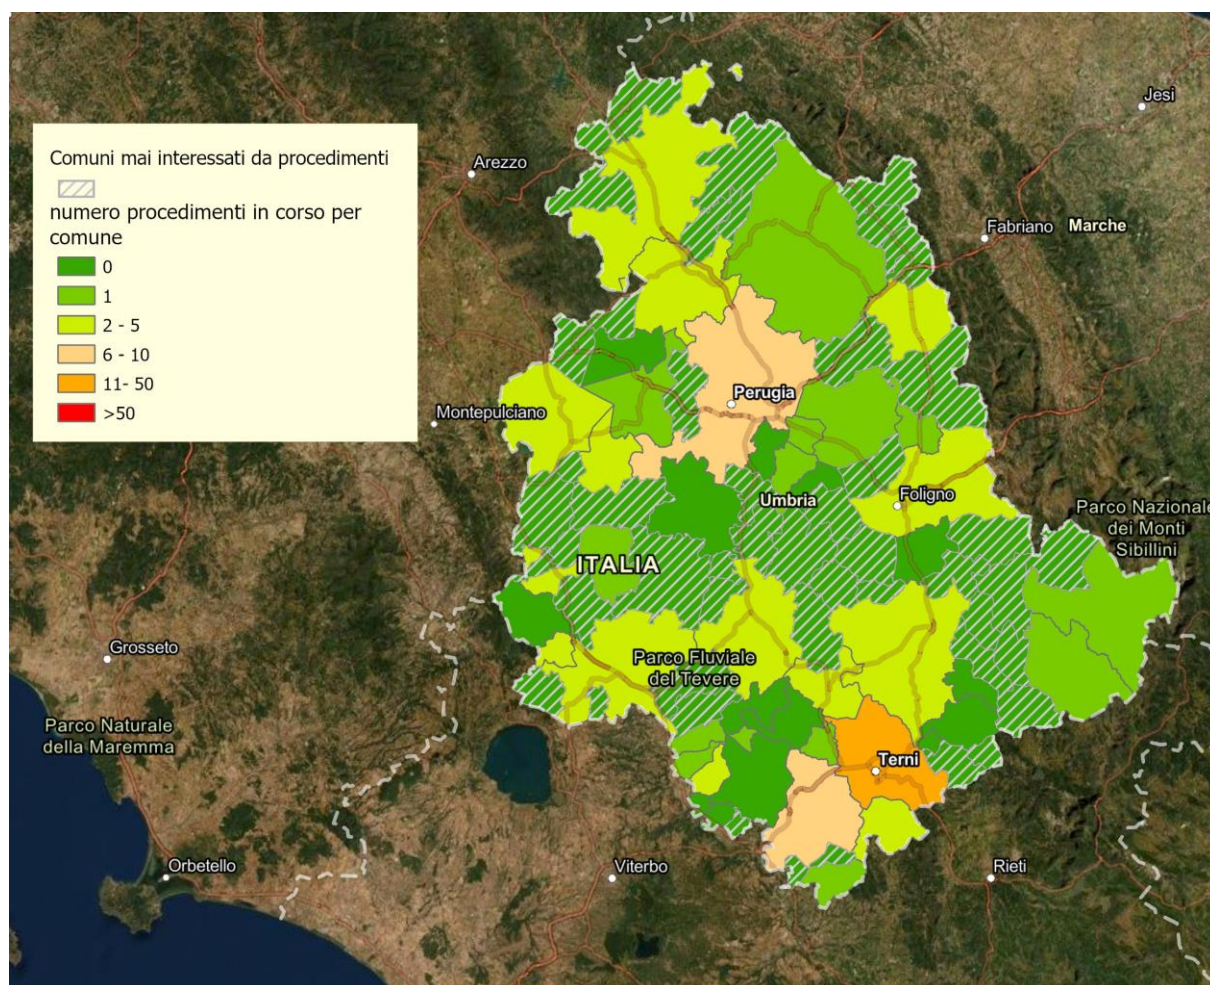 Jesi
Comuni mai interessati da procedimenti
Arezzo
numero procedimenti in corso per
comune
Fabriano
Marche
0
1
2 - 5
6 - 10
11- 50
>50
Perugia
Montepulciano
Umbria
Foligno
Parco Nazionale
dei Monti
Sibillini
ITALIA
Grosseto
Parco Fluviale
del Tevere
Parco Naturale
della Maremma
Terni
Orbetello
Viterbo
Rieti